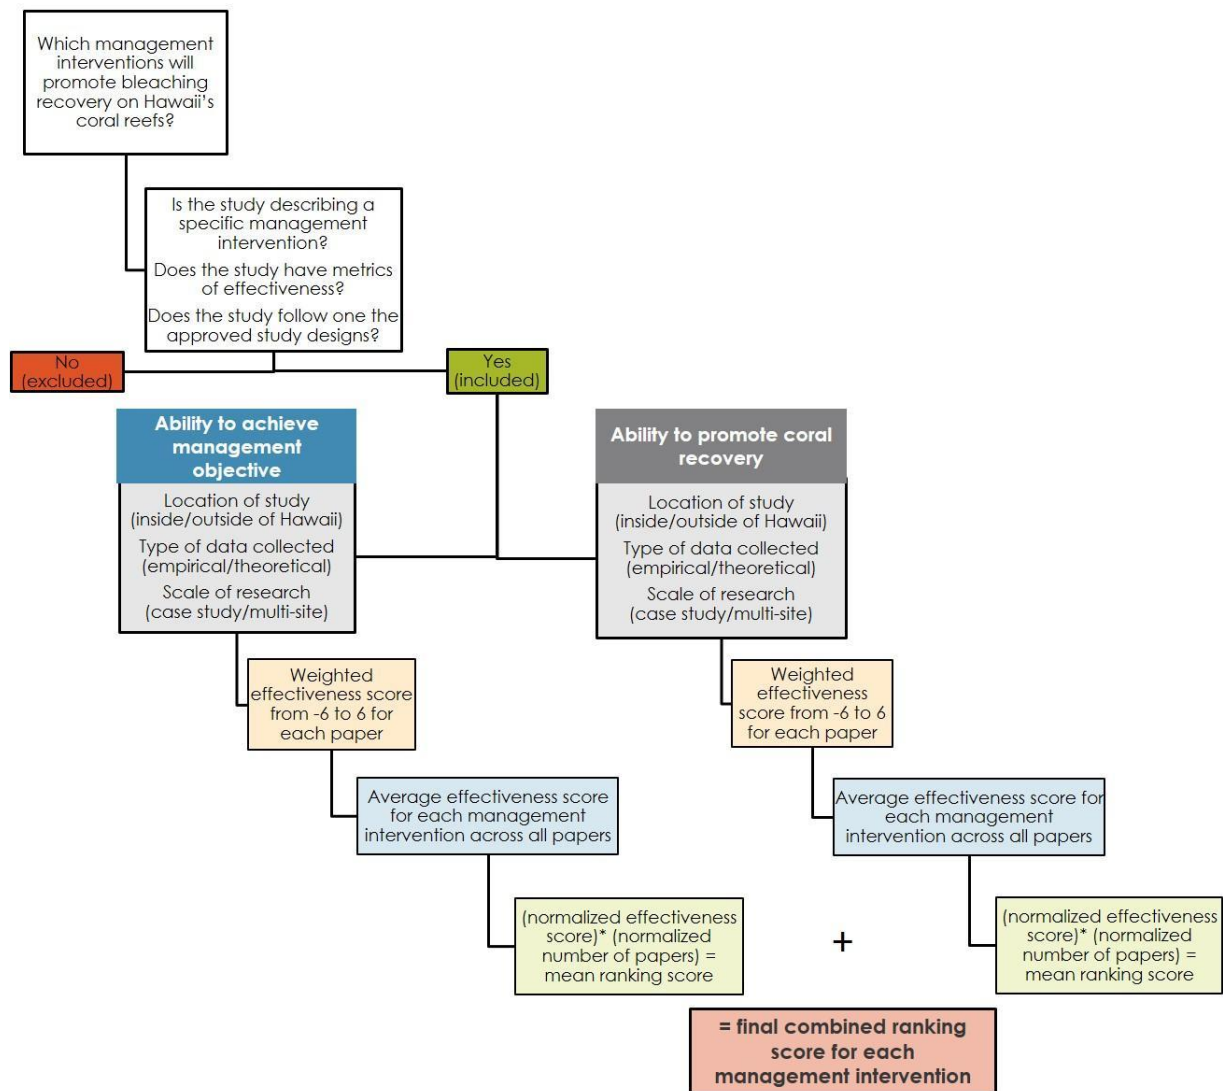 Which management
interventions will
promote bleaching
recovery on Hawaii's
coral reefs?
Is the study describing a
specific management
intervention?
Does the study have metrics
of effectiveness?
Does the study follow one the
approved study designs?
No
(excluded)
Yes
(included)
Ability to achieve
management
objective
Location of study
(inside/outside of Hawaii)
Type of data collected
(empirical/theoretical)
Scale of research
(case study/multi-site)
Ability to promote coral
recovery
Location of study
(inside/outside of Hawaii)
Type of data collected
(empirical/theoretical)
Scale of research
(case study/multi-site)
Weighted
effectiveness score
from -6 to 6 for
each paper
Weighted
effectiveness
score from -6 to 6
for each paper
Average effectiveness score
for each management
intervention across all papers
Average effectiveness score for
each management
intervention across all papers
(normalized effectiveness
score)* (normalized
number of papers) =
mean ranking score
+
(normalized effectiveness
score)* (normalized
number of papers) =
mean ranking score
= final combined ranking
score for each
management intervention